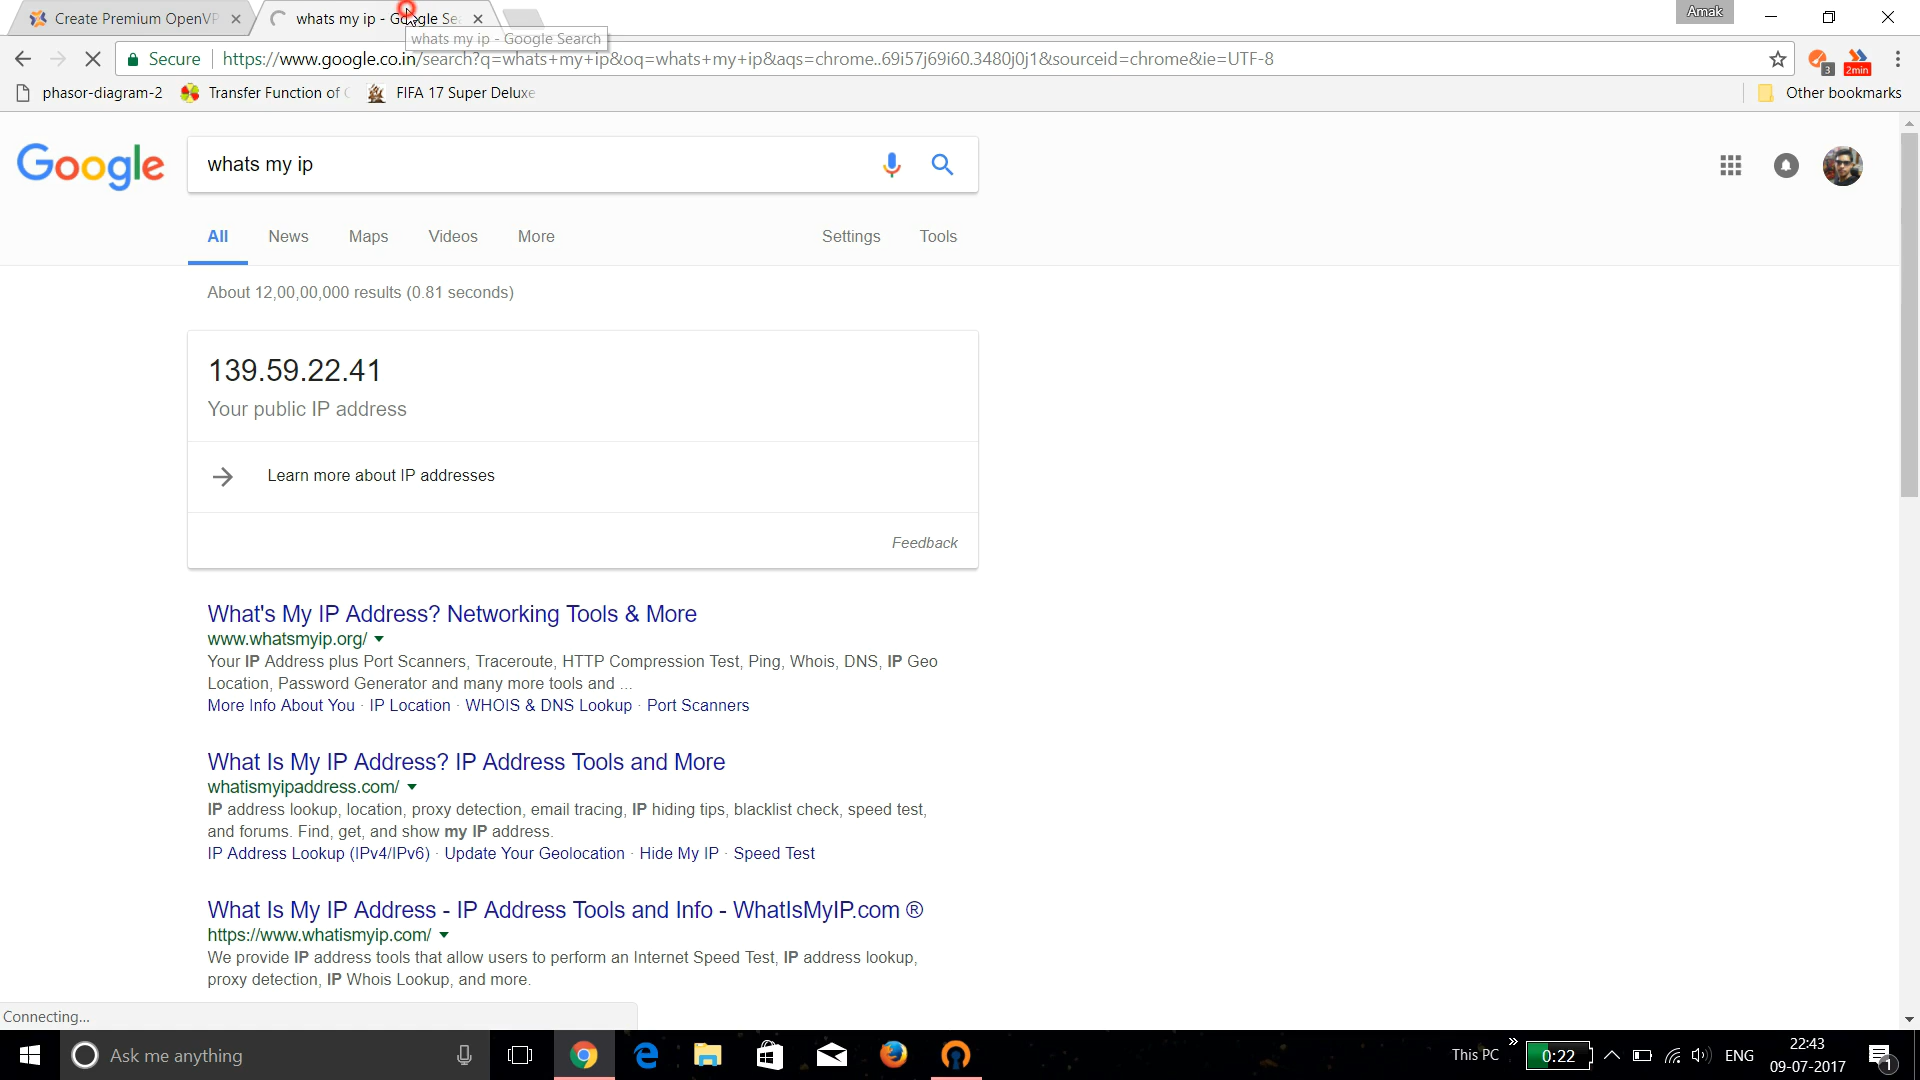 Create Premium OpenVP
whats my ip - Google Se
Amak
whats my ip - Google Search
Secure
https://www.google.co.in/search?q=whats+my+ip&oq=whats+my+ip&aqs=chrome..69i57j69i60.3480j0j1&sourceid=chrome&ie=UTF-8
3
2min
phasor-diagram-2
Transfer Function of
FIFA 17 Super Deluxe
Other bookmarks
Google
whats my ip
All News Maps Videos More Settings Tools
About 12,00,00,000 results (0.81 seconds)
139.59.22.41
Your public IP address
Learn more about IP addresses
Feedback
What's My IP Address? Networking Tools & More
www.whatsmyip.org/
Your IP Address plus Port Scanners, Traceroute, HTTP Compression Test, Ping, Whois, DNS, IP Geo
Location, Password Generator and many more tools and ...
More Info About You · IP Location · WHOIS & DNS Lookup · Port Scanners
What Is My IP Address? IP Address Tools and More
whatismyipaddress.com/
IP address lookup, location, proxy detection, email tracing, IP hiding tips, blacklist check, speed test,
and forums. Find, get, and show my IP address.
IP Address Lookup (IPv4/IPv6) · Update Your Geolocation · Hide My IP · Speed Test
What Is My IP Address - IP Address Tools and Info - WhatIsMyIP.com ®
https://www.whatismyip.com/
We provide IP address tools that allow users to perform an Internet Speed Test, IP address lookup,
proxy detection, IP Whois Lookup, and more.
Connecting...
Ask me anything
This PC
0:22
ENG
22:43
09-07-2017
1